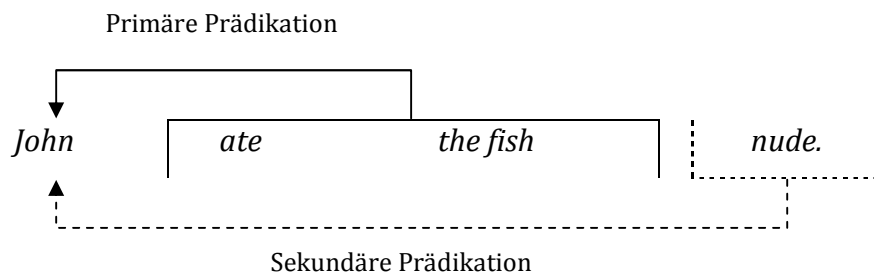 Primäre Prädikation
John ate the fish nude.
Sekundäre Prädikation